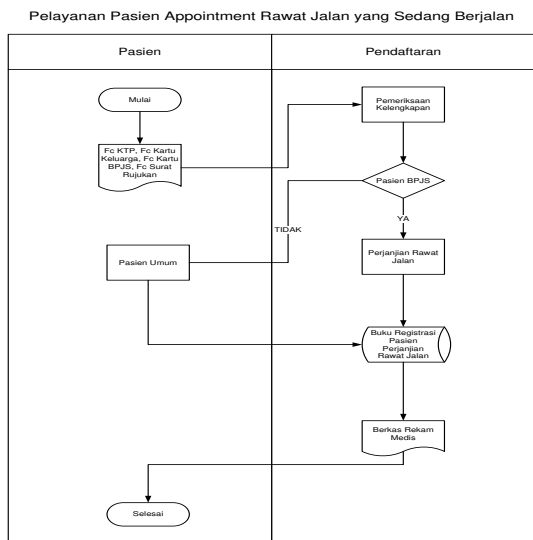 Pelayanan Pasien Appointment Rawat Jalan yang Sedang Berjalan
Pasien
Pendaftaran
Mulai
Pemeriksaan
Kelengkapan
Fc KTP, Fc Kartu
Keluarga, Fc Kartu
BPJS, Fc Surat
Rujukan
Pasien BPJS
YA
TIDAK
Pasien Umum
Perjanjian Rawat
Jalan
Buku Registrasi
Pasien
Perjanjian
Rawat Jalan
Berkas Rekam
Medis
Selesai